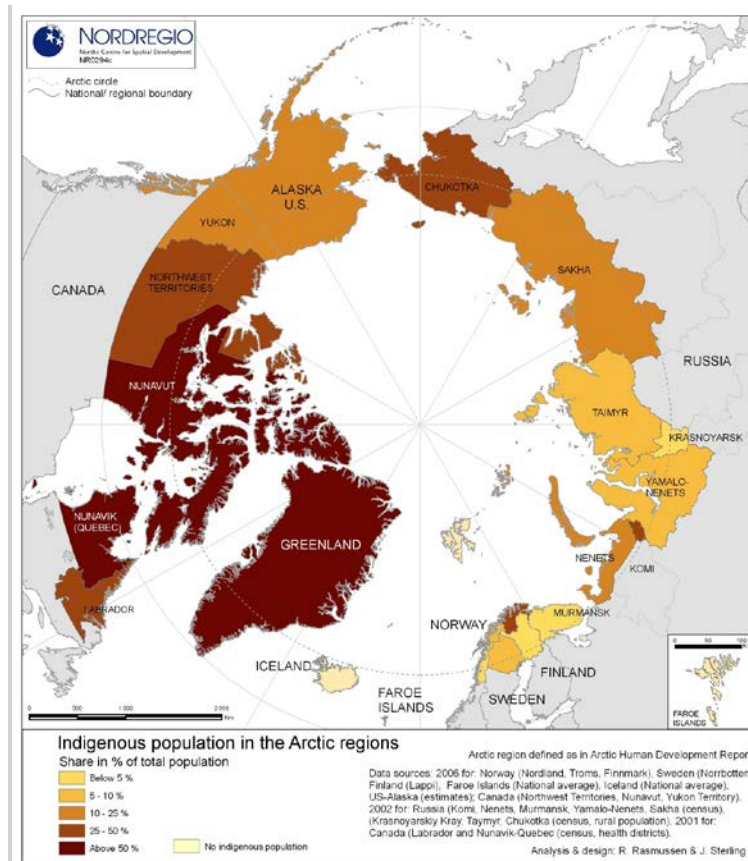 NORDREGIO
Nordic Centre for Spatial Development
NR0294c
Arctic circle
National/ regional boundary
ALASKA
U.S.
CHUKOTKA
YUKON
SAKHA
NORTHWEST
TERRITORIES
CANADA
RUSSIA
NUNAVUT
TAIMYR
KRASNOYARSK
YAMALO-
NENETS
NUNAVIK
(QUEBEC)
GREENLAND
NENETS
KOMI
LABRADOR
MURMANSK
NORWAY
ICELAND
FINLAND
FAROE
ISLANDS
SWEDEN
0 50 100
FAROE
ISLANDS
0 500 1 000 2 000
Km
Indigenous population in the Arctic regions
Share in % of total population
Below 5 %
5 - 10 %
10 - 25 %
25 - 50 %
Above 50 %
No indigenous population
Arctic region defined as in Arctic Human Development Repor
Data sources: 2006 for: Norway (Nordland, Troms, Finnmark), Sweden (Norrbotten
Finland (Lappi), Faroe Islands (National average), Iceland (National average),
US-Alaska (estimates); Canada (Northwest Territories, Nunavut, Yukon Territory).
2002 for: Russia (Komi, Nenets, Murmansk, Yamalo-Nenets, Sakha (census),
(Krasnoyarskiy Kray, Taymyr, Chukotka (census, rural population). 2001 for:
Canada (Labrador and Nunavik-Quebec (census, health districts).
Analysis & design: R. Rasmussen & J. Sterling